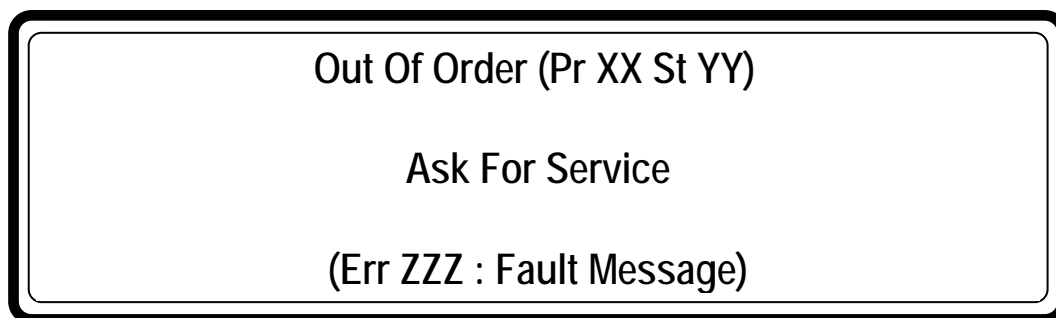 Out Of Order (Pr XX St YY)
Ask For Service
(Err ZZZ : Fault Message)